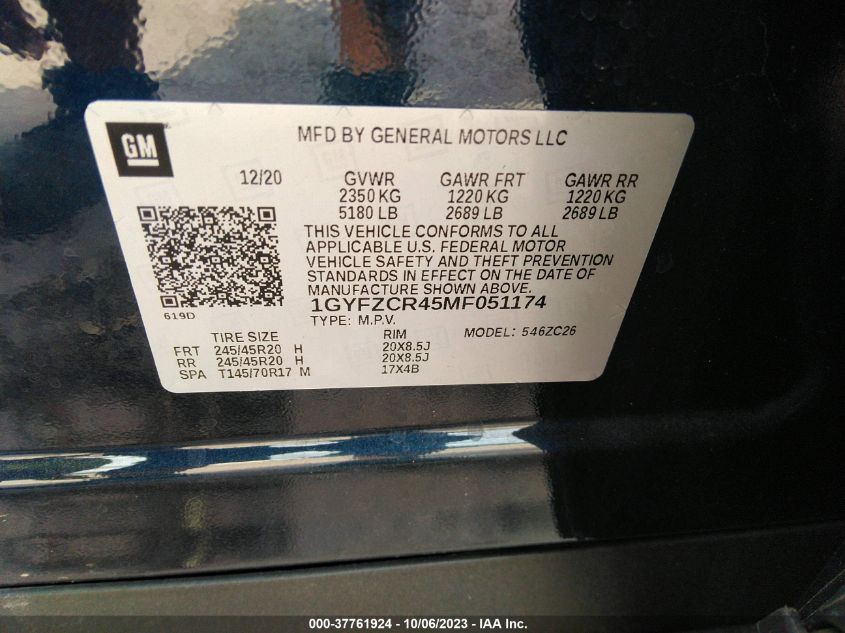 GM
MFD BY GENERAL MOTORS LLC
12/20 GVWR GAWR FRT GAWR RR
2350 KG 1220 KG 1220 KG
5180 LB 2689 LB 2689 LB
THIS VEHICLE CONFORMS TO ALL
APPLICABLE U.S. FEDERAL MOTOR
VEHICLE SAFETY AND THEFT PREVENTION
STANDARDS IN EFFECT ON THE DATE OF
MANUFACTURE SHOWN ABOVE.
1GYFZCR45MF051174
619D
TYPE: M.P.V.
TIRE SIZE RIM MODEL: 546ZC26
FRT 245/45R20 H 20X8.5J
RR 245/45R20 H 20X8.5J
SPA T145/70R17 M 17X4B
000-37761924 - 10/06/2023 - IAA Inc.